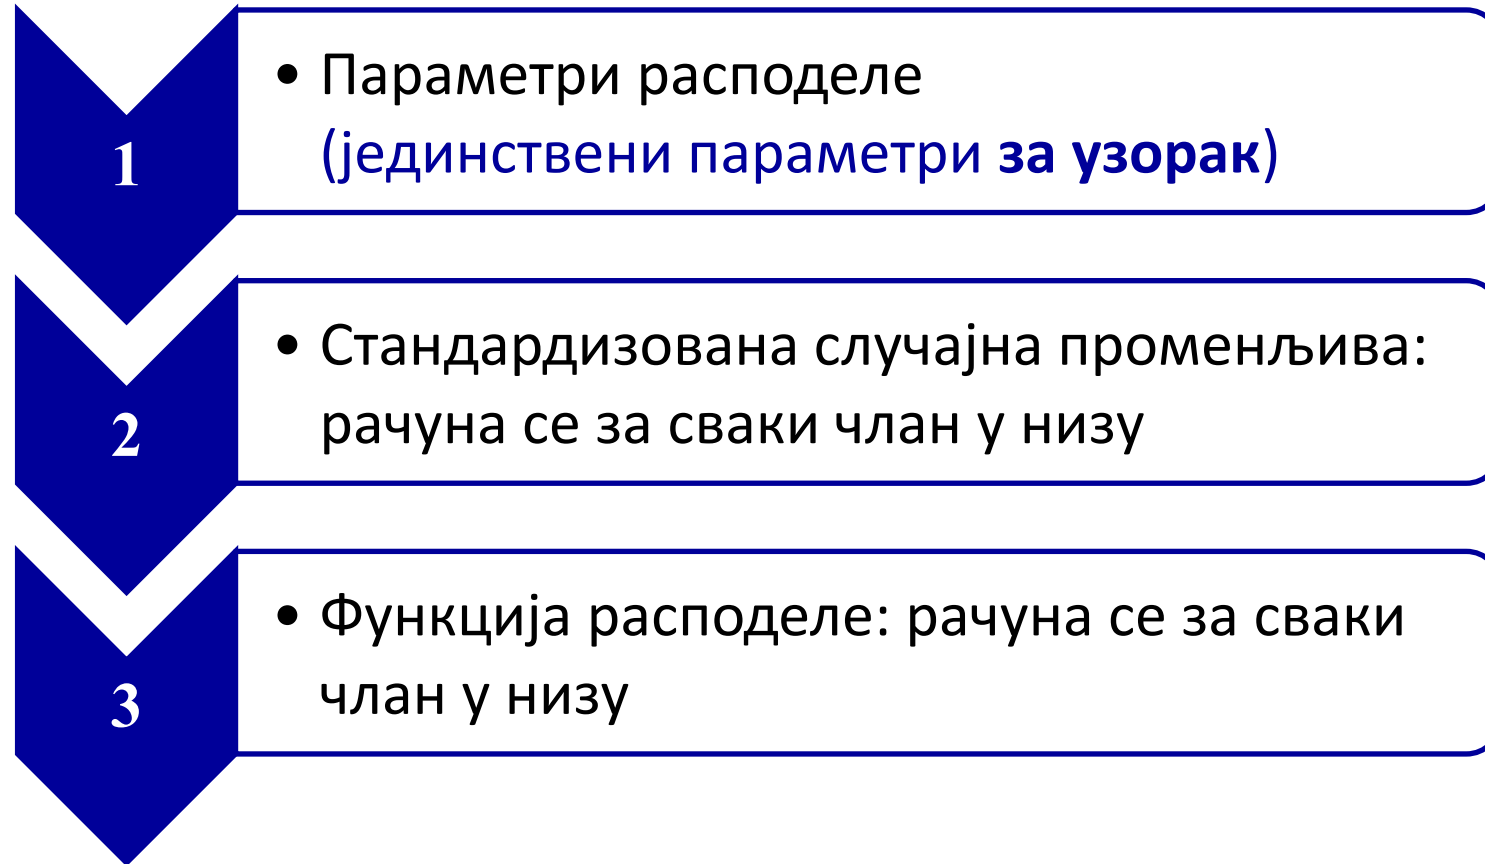 1
• Параметри расподеле
(јединствени параметри за узорак)
2
• Стандардизована случајна променљива:
рачуна се за сваки члан у низу
3
• Функција расподеле: рачуна се за сваки
члан у низу